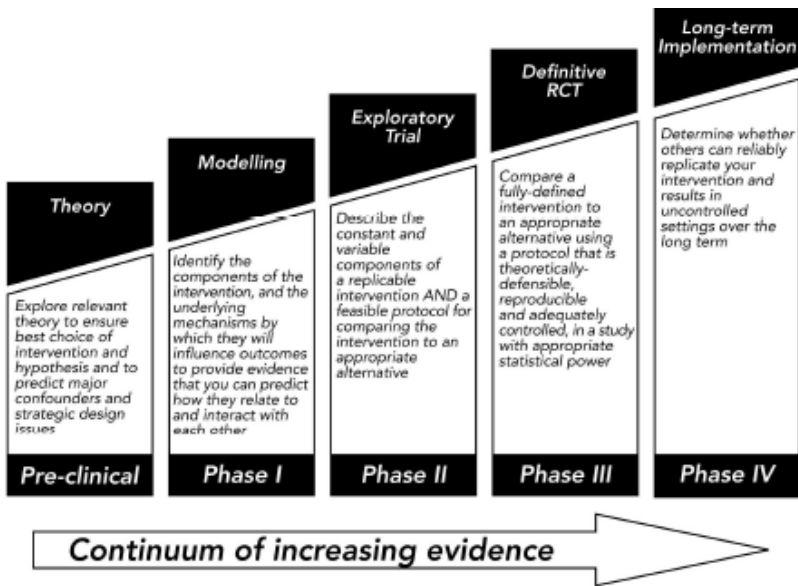 Theory
Explore relevant
theory to ensure
best choice of
intervention and
hypothesis and to
predict major
confounders and
strategic design
issues
Pre-clinical
Modelling
Identify the
components of the
intervention, and the
underlying
mechanisms by
which they will
influence outcomes
to provide evidence
that you can predict
how they relate to
and interact with
each other
Phase I
Exploratory
Trial
Describe the
constant and
variable
components of
a replicable
intervention AND a
feasible protocol for
comparing the
intervention to an
appropriate
alternative
Phase II
Definitive
RCT
Compare a
fully-defined
intervention to
an appropriate
alternative using
a protocol that is
theoretically-
defensible,
reproducible
and adequately
controlled, in a study
with appropriate
statistical power
Phase III
Long-term
Implementation
Determine whether
others can reliably
replicate your
intervention and
results in
uncontrolled
settings over the
long term
Phase IV
Continuum of increasing evidence